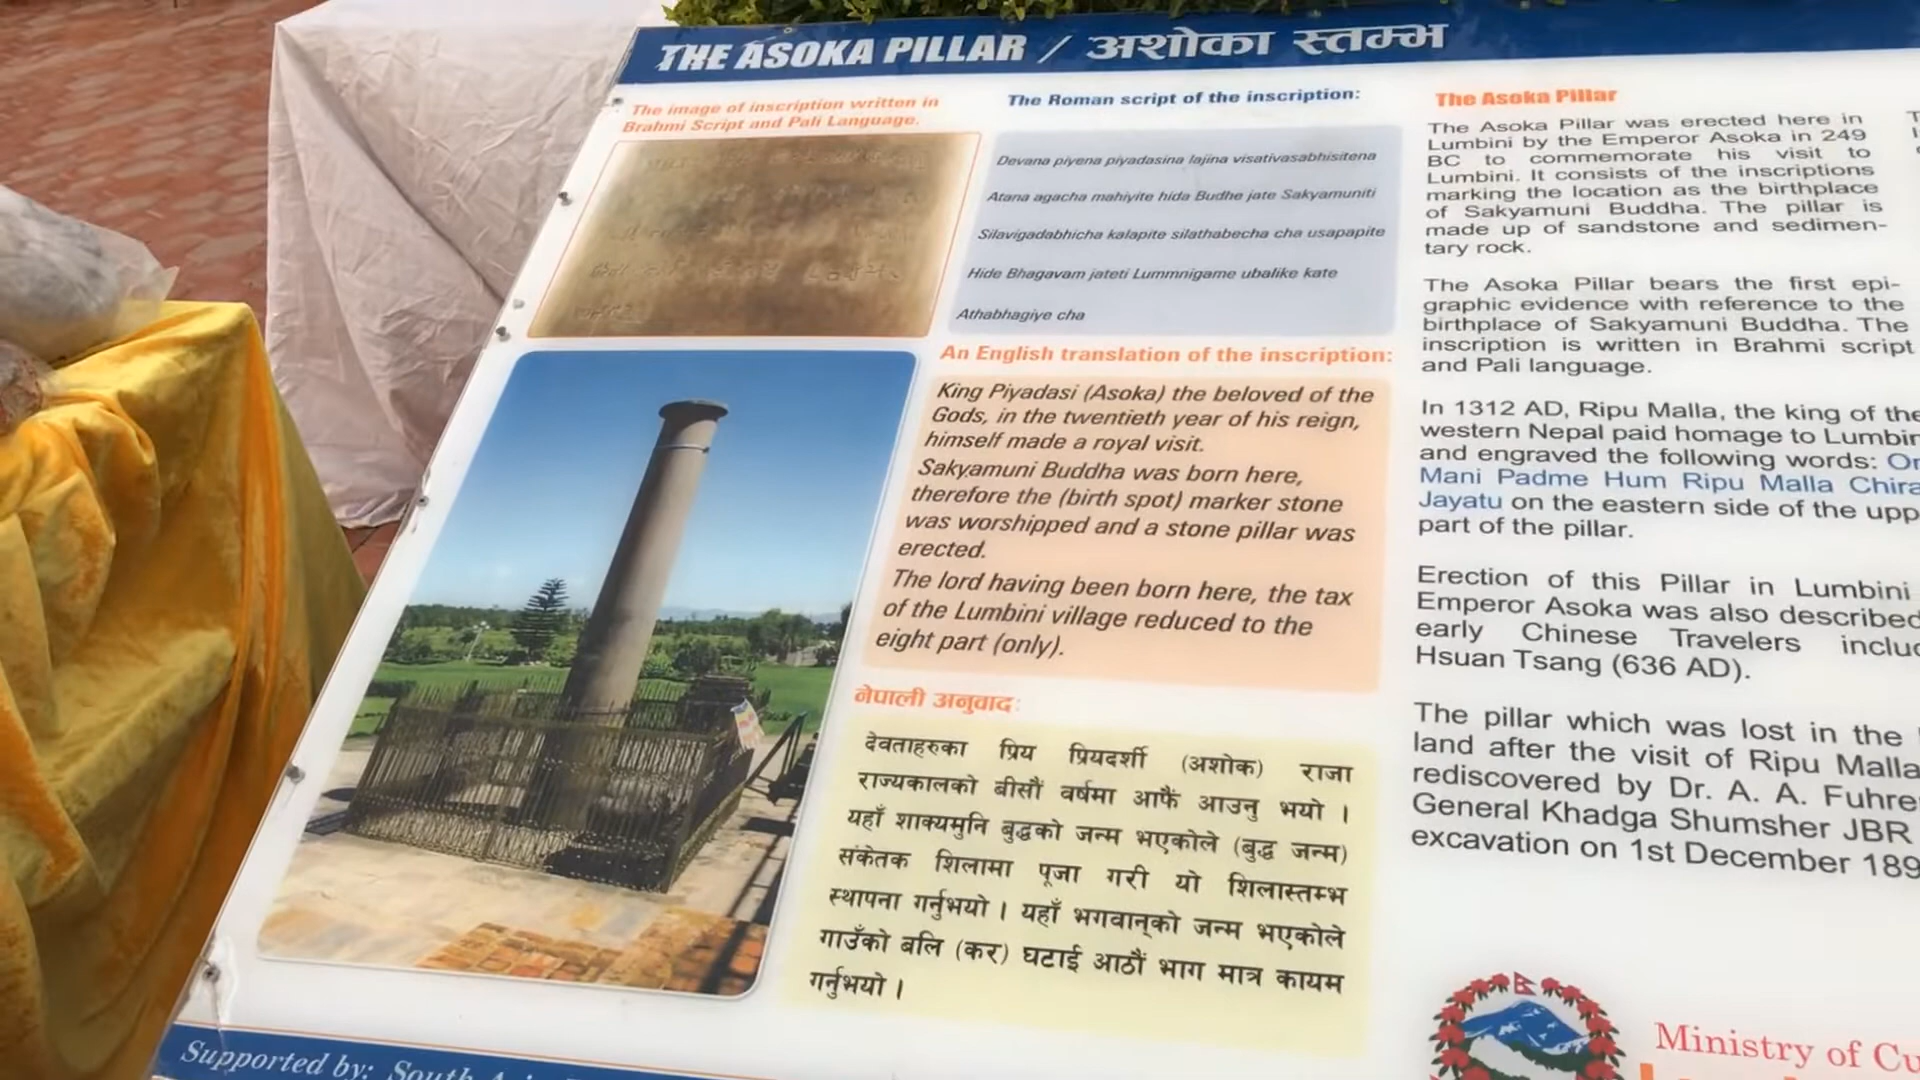 THE ASOKA PILLAR / अशोका स्तम्भ
The image of inscription written in
Brahmi Script and Pali Language.
The Roman script of the inscription:
Devana piyena piyadasina lajina visativasabhisitena
Atana agacha mahiyite hida Budhe jate Sakyamuniti
Silavigadabhicha kalapite silathabecha cha usapapite
Hide Bhagavam jateti Lummnigame ubalike kate
Athabhagiye cha
An English translation of the inscription:
King Piyadasi (Asoka) the beloved of the
Gods, in the twentieth year of his reign,
himself made a royal visit.
Sakyamuni Buddha was born here,
therefore the (birth spot) marker stone
was worshipped and a stone pillar was
erected.
The lord having been born here, the tax
of the Lumbini village reduced to the
eight part (only).
नेपाली अनुवाद:
देवताहरुका प्रिय प्रियदर्शी (अशोक) राजा
राज्यकालको बीसौं वर्षमा आफैं आउनु भयो ।
यहाँ शाक्यमुनि बुद्धको जन्म भएकोले (बुद्ध जन्म)
संकेतक शिलामा पूजा गरी यो शिलास्तम्भ
स्थापना गर्नुभयो । यहाँ भगवान्को जन्म भएकोले
गाउँको बलि (कर) घटाई आठौं भाग मात्र कायम
गर्नुभयो ।
The Asoka Pillar
The Asoka Pillar was erected here in
Lumbini by the Emperor Asoka in 249
BC to commemorate his visit to
Lumbini. It consists of the inscriptions
marking the location as the birthplace
of Sakyamuni Buddha. The pillar is
made up of sandstone and sedimen-
tary rock.
The Asoka Pillar bears the first epi-
graphic evidence with reference to the
birthplace of Sakyamuni Buddha. The
inscription is written in Brahmi script
and Pali language.
In 1312 AD, Ripu Malla, the king of the
western Nepal paid homage to
and engraved the following words:
Mani Padme Hum Ripu Malla
Jayatu on the eastern side of the
part of the pillar.
Erection of this Pillar in Lumbini
Emperor Asoka was also described
early Chinese Travelers
Hsuan Tsang (636 AD).
The pillar which was lost in the
land after the visit of Ripu Malla
rediscovered by Dr. A. A.
General Khadga Shumsher JBR
excavation on 1st December
Ministry of
Supported by: South